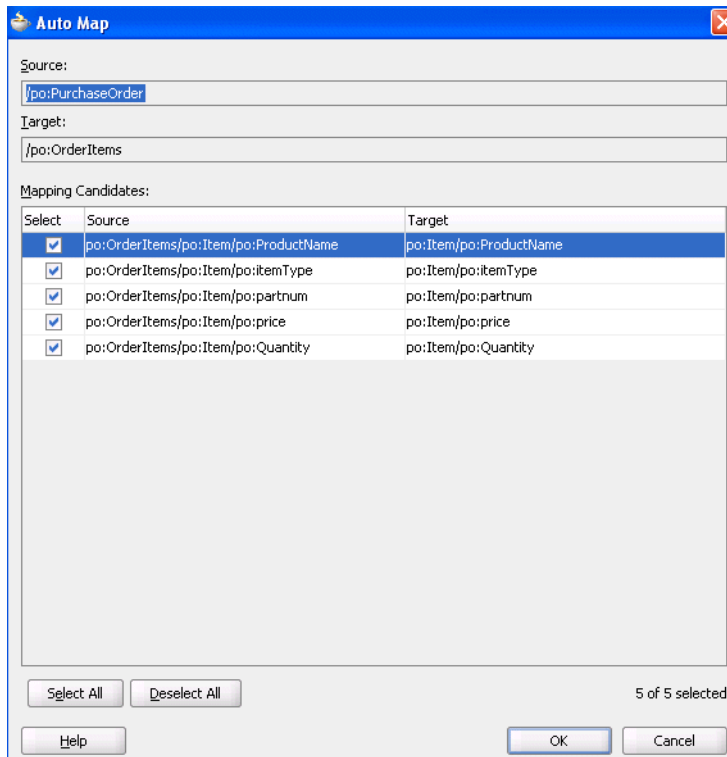 Auto Map
Source:
/po:PurchaseOrder
Target:
/po:OrderItems
Mapping Candidates:
Select Source Target
po:OrderItems/po:Item/po:ProductName po:Item/po:ProductName
po:OrderItems/po:Item/po:itemType po:Item/po:itemType
po:OrderItems/po:Item/po:partnum po:Item/po:partnum
po:OrderItems/po:Item/po:price po:Item/po:price
po:OrderItems/po:Item/po:Quantity po:Item/po:Quantity
Select All Deselect All 5 of 5 selected
Help OK Cancel